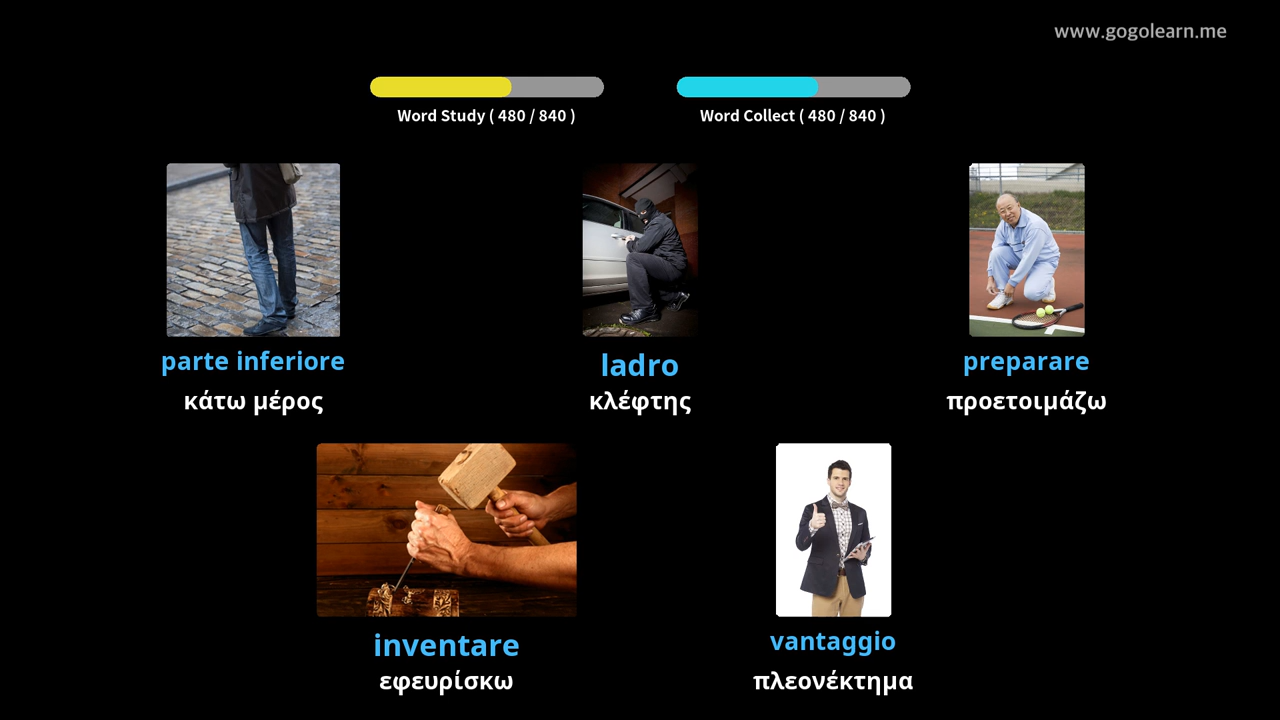 www.gogolearn.me
Word Study ( 480 / 840 )
Word Collect ( 480 / 840 )
parte inferiore
κάτω μέρος
ladro
κλέφτης
preparare
προετοιμάζω
inventare
εφευρίσκω
vantaggio
πλεονέκτημα